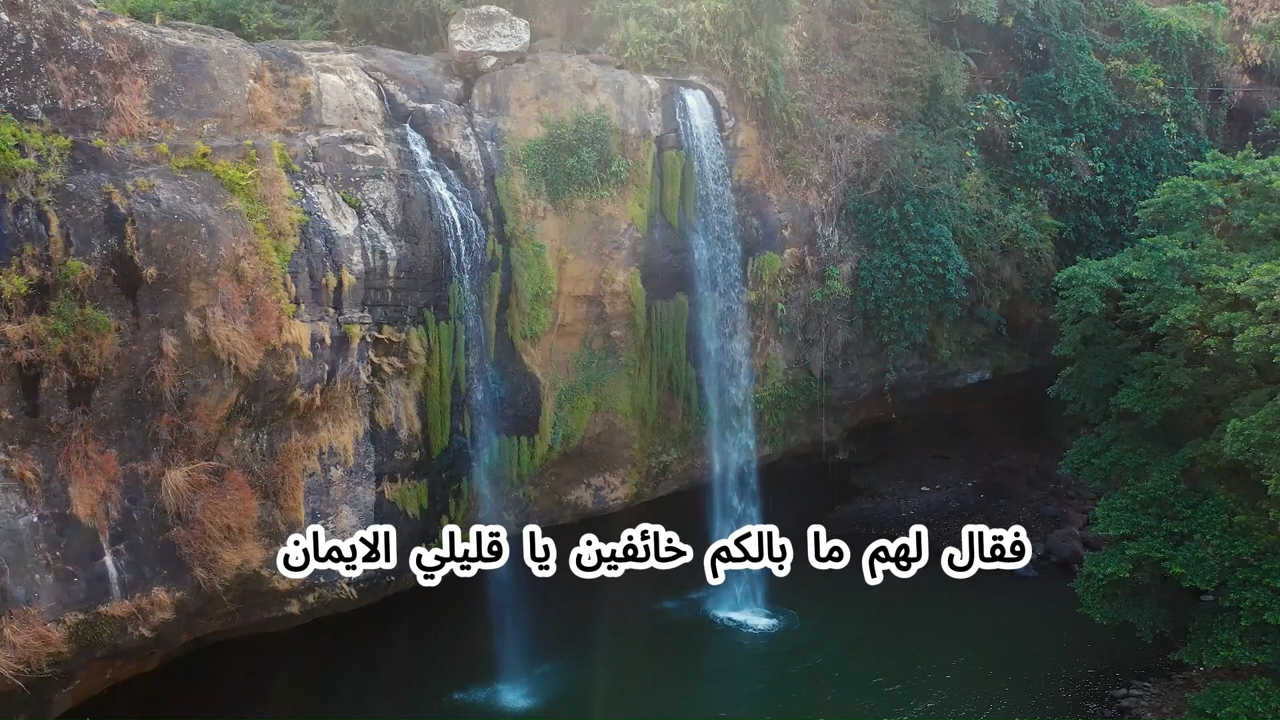 فقال لهم ما بالكم خائفين يا قليلي الايمان